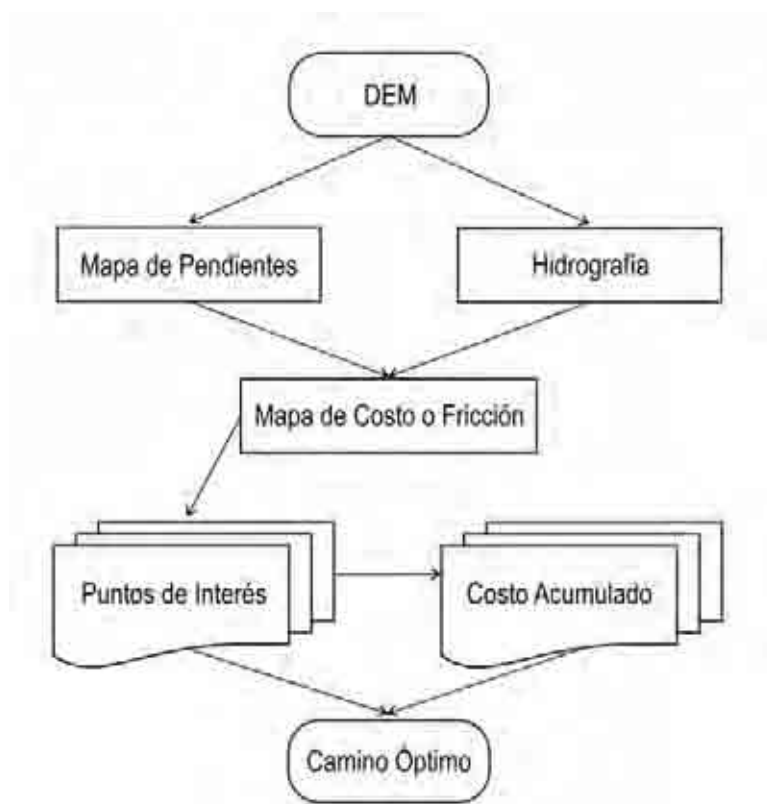 DEM
Mapa de Pendientes
Hidrografía
Mapa de Costo o Fricción
Puntos de Interés
Costo Acumulado
Camino Óptimo